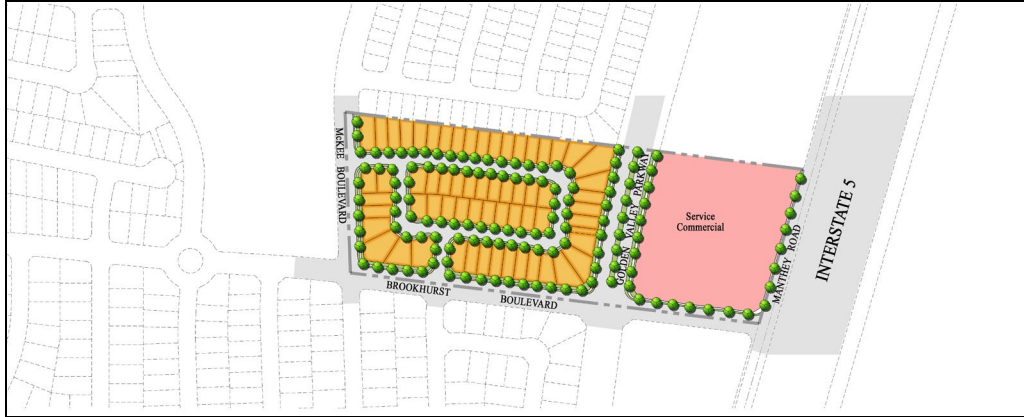 McKEE BOULEVARD
BROOKHURST
BOULEVARD
GOLDEN VALLEY PARKWAY
Service
Commercial
MANTHEY ROAD
INTERSTATE 5